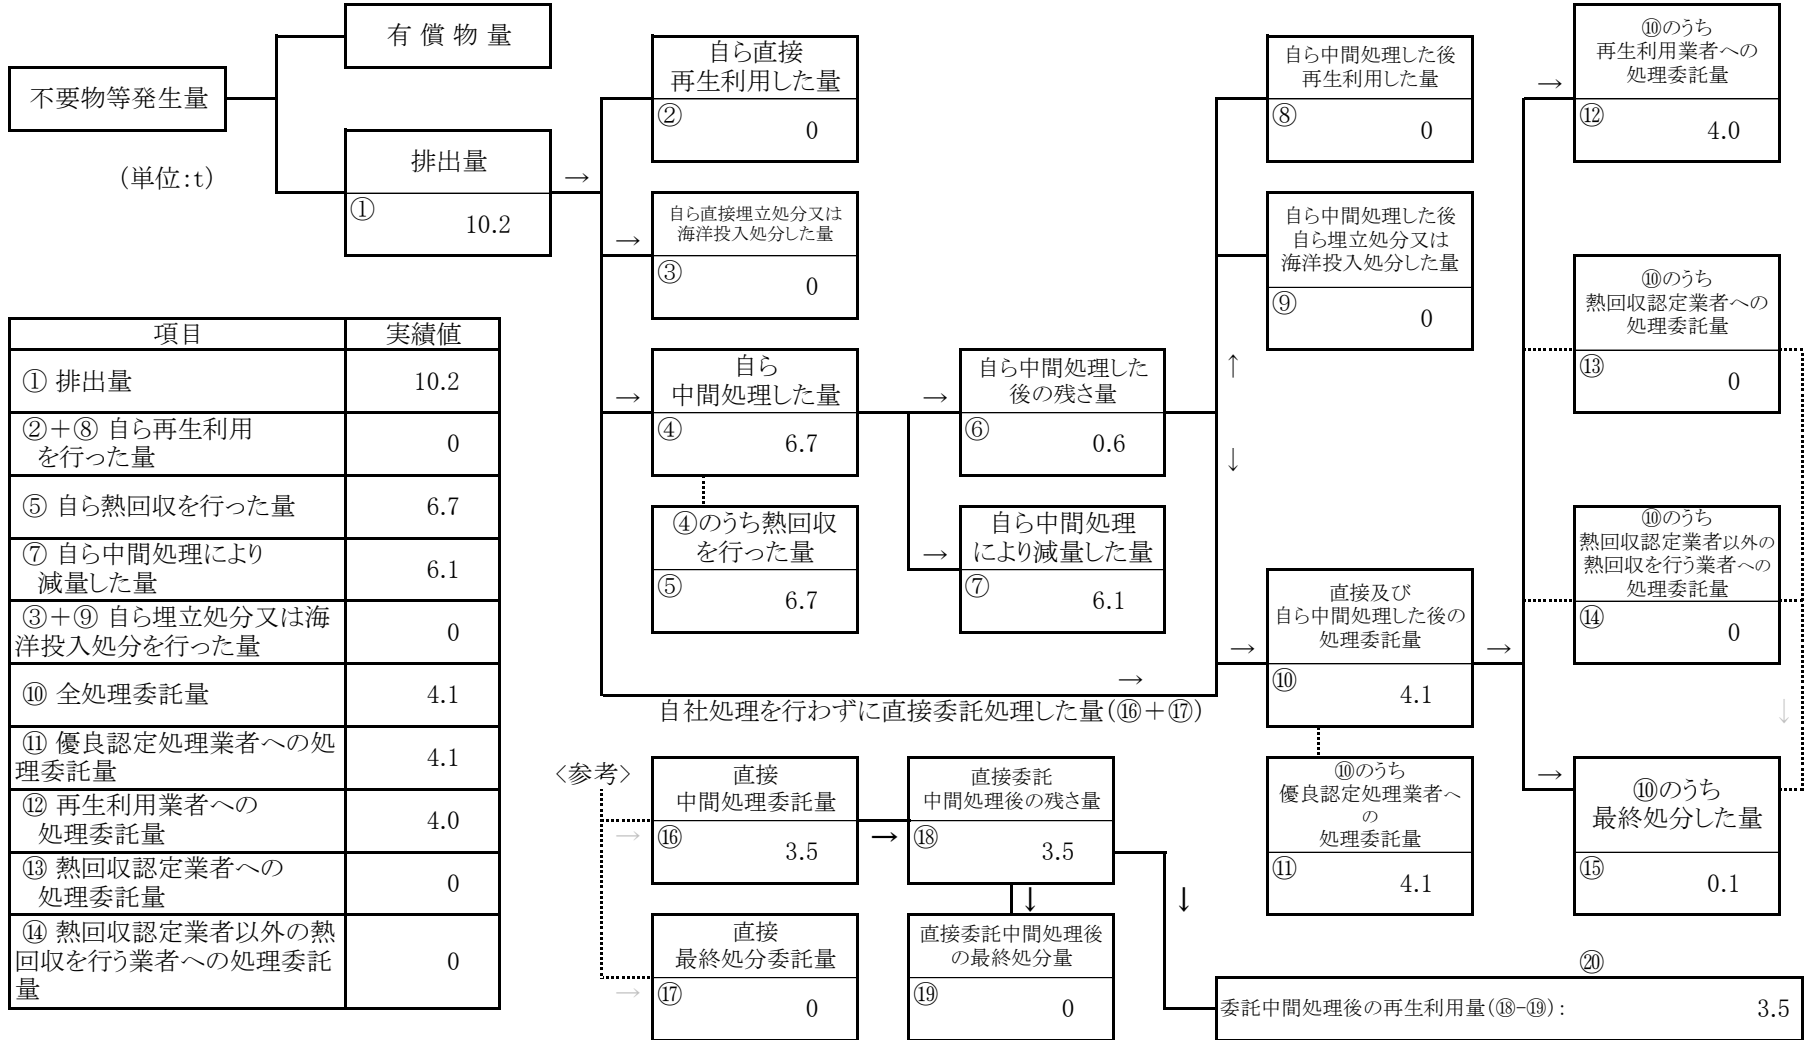 不要物等発生量
(単位:t)
有 償 物 量
排出量
①
10.2
→
自ら直接
再生利用した量
②
0
→
自ら直接埋立処分又は
海洋投入処分した量
③
0
→
自ら
中間処理した量
④
6.7
④のうち熱回収
を行った量
⑤
6.7
→
自ら中間処理した
後の残さ量
⑥
0.6
→
自ら中間処理
により減量した量
⑦
6.1
→
自社処理を行わずに直接委託処理した量(⑯+⑰)
↑
↓
自ら中間処理した後
再生利用した量
⑧
0
自ら中間処理した後
自ら埋立処分又は
海洋投入処分した量
⑨
0
→
直接及び
自ら中間処理した後の
処理委託量
⑩
4.1
⑩のうち
優良認定処理業者へ
の
処理委託量
⑪
4.1
→
→
⑩のうち
再生利用業者への
処理委託量
⑫
4.0
⑩のうち
熱回収認定業者への
処理委託量
⑬
0
⑩のうち
熱回収認定業者以外の
熱回収を行う業者への
処理委託量
⑭
0
↓
→
⑩のうち
最終処分した量
⑮
0.1
項目 実績値
① 排出量 10.2
②+⑧ 自ら再生利用
を行った量 0
⑤ 自ら熱回収を行った量 6.7
⑦ 自ら中間処理により
減量した量 6.1
③+⑨ 自ら埋立処分又は海
洋投入処分を行った量 0
⑩ 全処理委託量 4.1
⑪ 優良認定処理業者への処
理委託量 4.1
⑫ 再生利用業者への
処理委託量 4.0
⑬ 熱回収認定業者への
処理委託量 0
⑭ 熱回収認定業者以外の熱
回収を行う業者への処理委託
量 0
<参考>
→
直接
中間処理委託量
⑯
3.5
→
直接委託
中間処理後の残さ量
⑱
3.5
↓
↓
→
直接
最終処分委託量
⑰
0
直接委託中間処理後
の最終処分量
⑲
0
⑳
委託中間処理後の再生利用量(⑱-⑲): 3.5